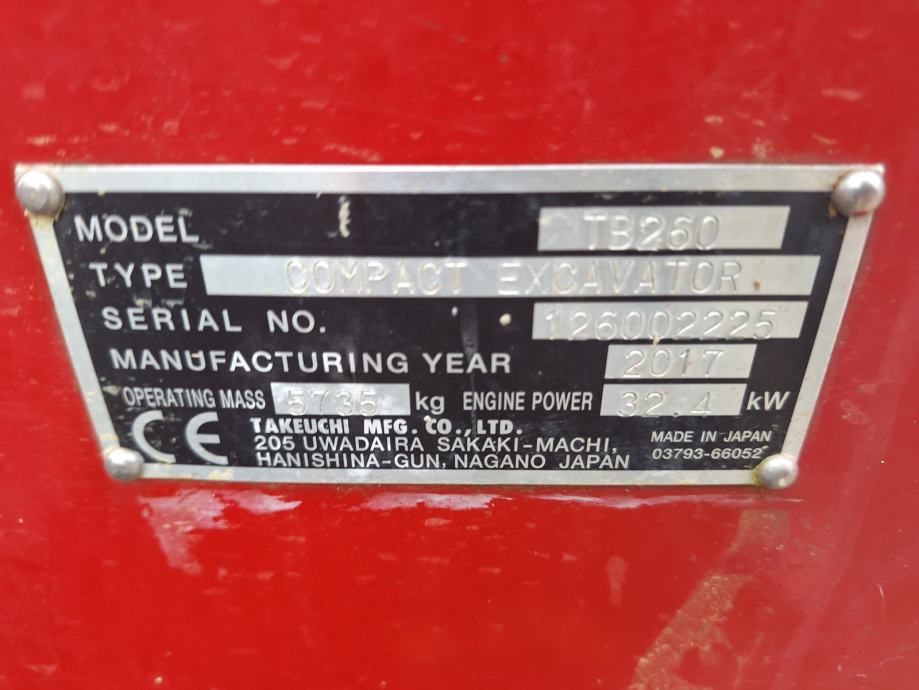 MODEL TB260
TYPE COMPACT EXCAVATOR
SERIAL NO. 126002225
MANUFACTURING YEAR 2017
OPERATING MASS 5735 kg ENGINE POWER 32.4 kW
CE
TAKEUCHI MFG. CO., LTD.
205 UWADAIRA SAKAKI-MACHI,
HANISHINA-GUN, NAGANO JAPAN
MADE IN JAPAN
03793-66052